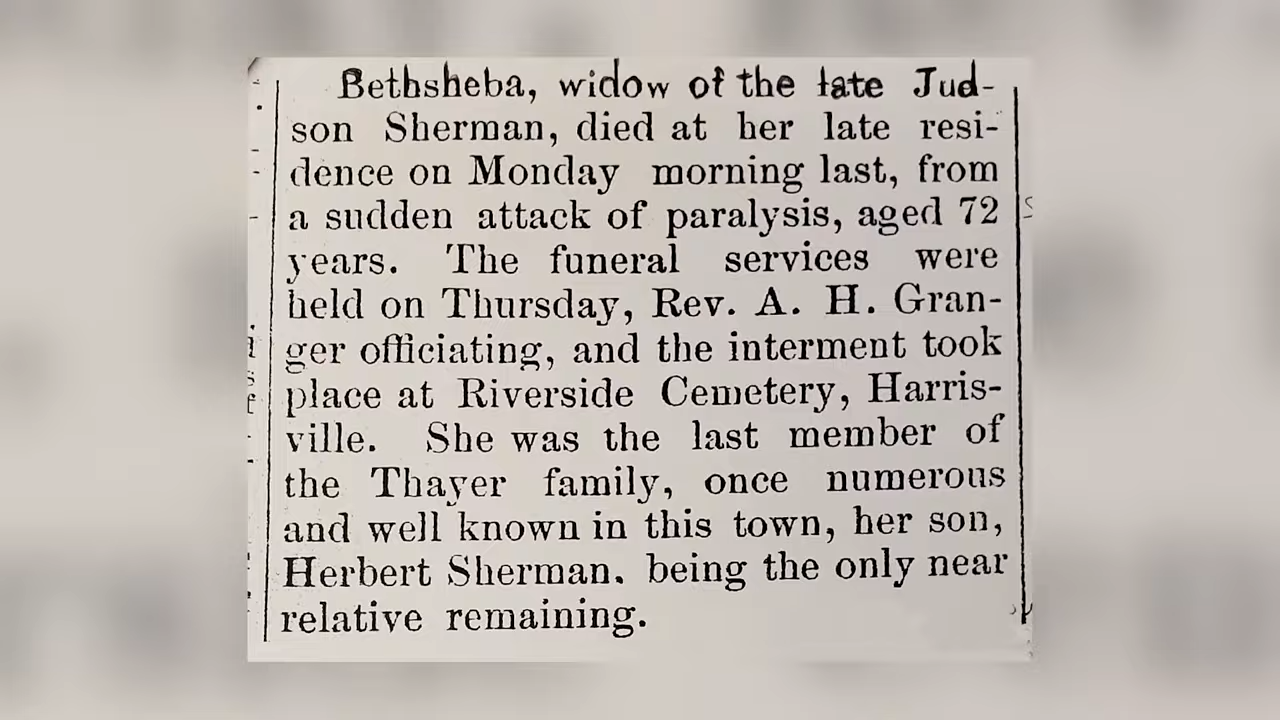 Bethsheba, widow of the late Jud-
son Sherman, died at her late resi-
dence on Monday morning last, from
a sudden attack of paralysis, aged 72
years. The funeral services were
held on Thursday, Rev. A. H. Gran-
ger officiating, and the interment took
place at Riverside Cemetery, Harris-
ville. She was the last member of
the Thayer family, once numerous
and well known in this town, her son,
Herbert Sherman. being the only near
relative remaining.